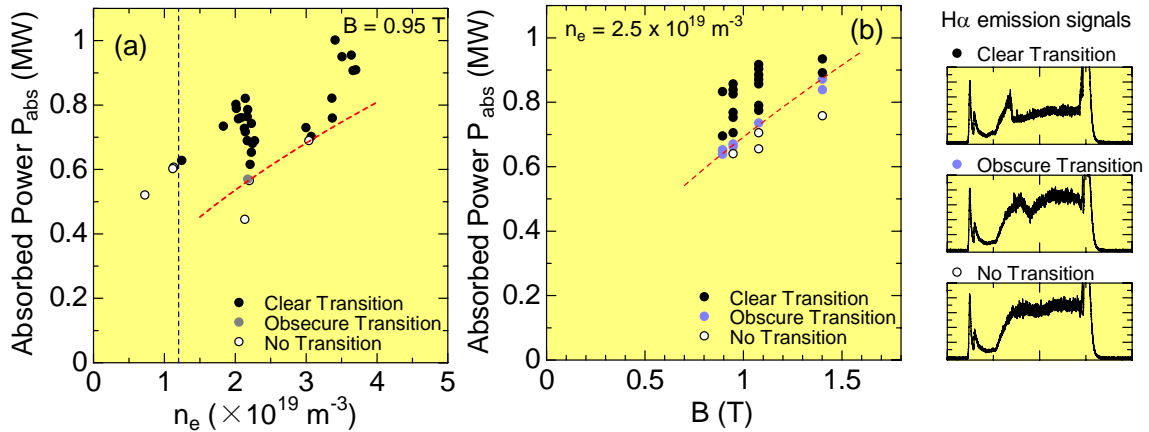 (a)
B = 0.95 T
Absorbed Power P_abs (MW)
1
0.8
0.6
0.4
0.2
0
0
1
2
3
4
5
n_e (×10^19 m^-3)
Clear Transition
Obsecure Transition
No Transition
n_e = 2.5 x 10^19 m^-3
(b)
Absorbed Power P_abs (MW)
1
0.8
0.6
0.4
0.2
0
0
0.5
1
1.5
B (T)
Clear Transition
Obscure Transition
No Transition
Hα emission signals
Clear Transition
Obscure Transition
No Transition